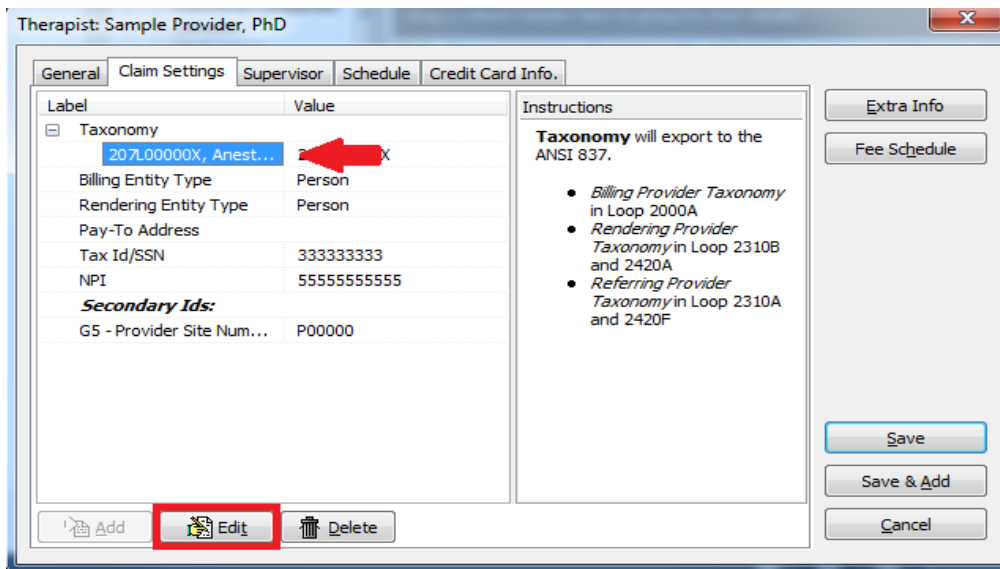 Therapist: Sample Provider, PhD
General Claim Settings Supervisor Schedule Credit Card Info.
Label Value
Taxonomy
207L00000X, Anest... 2 X
Billing Entity Type Person
Rendering Entity Type Person
Pay-To Address
Tax Id/SSN 333333333
NPI 55555555555
Secondary Ids:
G5 - Provider Site Num... P00000
Instructions
Taxonomy will export to the
ANSI 837.
• Billing Provider Taxonomy
in Loop 2000A
• Rendering Provider
Taxonomy in Loop 2310B
and 2420A
• Referring Provider
Taxonomy in Loop 2310A
and 2420F
Extra Info
Fee Schedule
Save
Save & Add
Cancel
Add Edit Delete